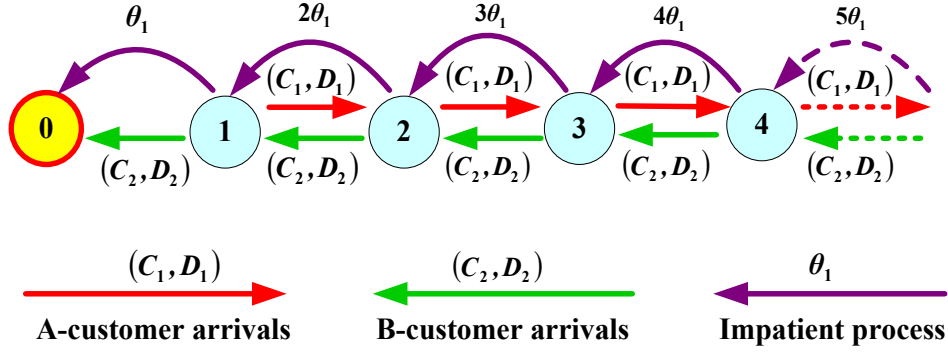 θ₁ 2θ₁ 3θ₁ 4θ₁ 5θ₁
(C₁, D₁) (C₁, D₁) (C₁, D₁) (C₁, D₁)
0 1 2 3 4
(C₂, D₂) (C₂, D₂) (C₂, D₂) (C₂, D₂) (C₂, D₂)
(C₁, D₁) (C₂, D₂) θ₁
A-customer arrivals B-customer arrivals Impatient process